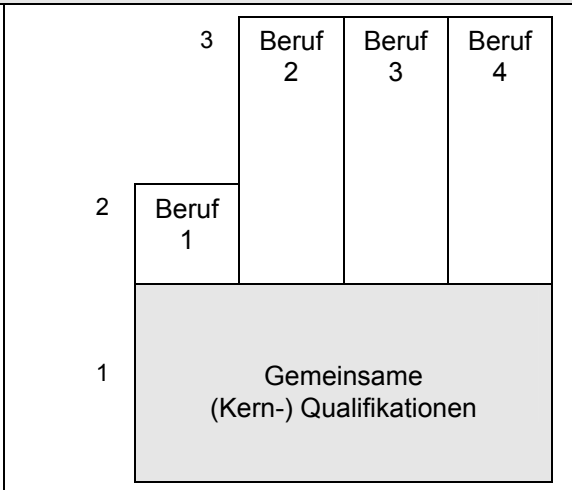 3
Beruf
2
Beruf
3
Beruf
4
2
Beruf
1
1
Gemeinsame
(Kern-) Qualifikationen